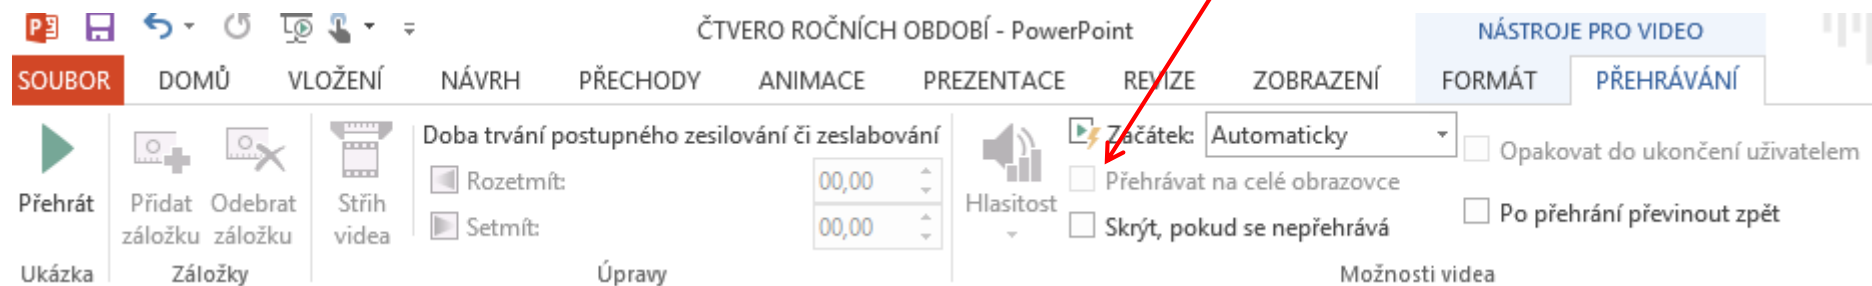 ČTVERO ROČNÍCH OBDOBÍ - PowerPoint
NÁSTROJE PRO VIDEO
SOUBOR DOMŮ VLOŽENÍ NÁVRH PŘECHODY ANIMACE PREZENTACE REVIZE ZOBRAZENÍ FORMÁT PŘEHRÁVÁNÍ
Přehrát
Ukázka
Přidat záložku
Odebrat záložku
Záložky
Střih videa
Doba trvání postupného zesilování či zeslabování
Rozetmít: 00,00
Setmít: 00,00
Úpravy
Hlasitost
Začátek: Automaticky
Přehrávat na celé obrazovce
Skrýt, pokud se nepřehrává
Opakovat do ukončení uživatelem
Po přehrání převinout zpět
Možnosti videa